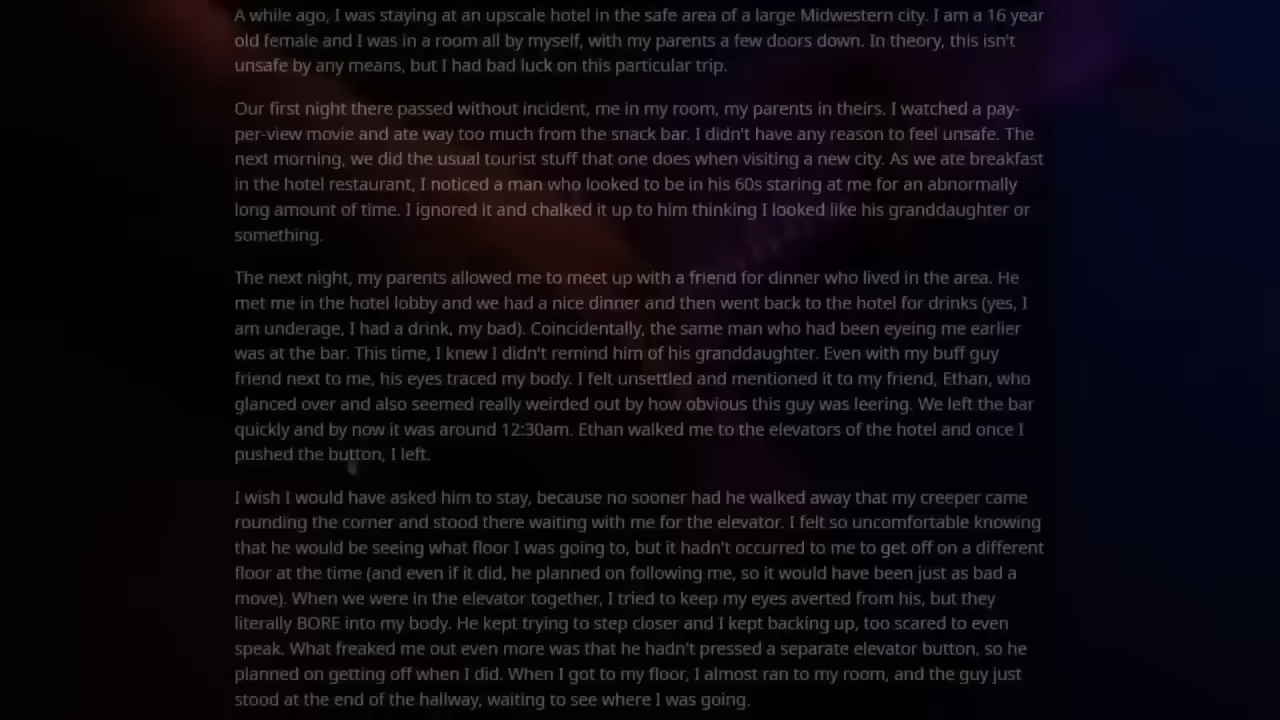 A while ago, I was staying at an upscale hotel in the safe area of a large Midwestern city. I am a 16 year
old female and I was in a room all by myself, with my parents a few doors down. In theory, this isn't
unsafe by any means, but I had bad luck on this particular trip.
Our first night there passed without incident, me in my room, my parents in theirs. I watched a pay-
per-view movie and ate way too much from the snack bar. I didn't have any reason to feel unsafe. The
next morning, we did the usual tourist stuff that one does when visiting a new city. As we ate breakfast
in the hotel restaurant, I noticed a man who looked to be in his 60s staring at me for an abnormally
long amount of time. I ignored it and chalked it up to him thinking I looked like his granddaughter or
something.
The next night, my parents allowed me to meet up with a friend for dinner who lived in the area. He
met me in the hotel lobby and we had a nice dinner and then went back to the hotel for drinks (yes, I
am underage, I had a drink, my bad). Coincidentally, the same man who had been eyeing me earlier
was at the bar. This time, I knew I didn't remind him of his granddaughter. Even with my buff guy
friend next to me, his eyes traced my body. I felt unsettled and mentioned it to my friend, Ethan, who
glanced over and also seemed really weirded out by how obvious this guy was leering. We left the bar
quickly and by now it was around 12:30am. Ethan walked me to the elevators of the hotel and once I
pushed the button, I left.
I wish I would have asked him to stay, because no sooner had he walked away that my creeper came
rounding the corner and stood there waiting with me for the elevator. I felt so uncomfortable knowing
that he would be seeing what floor I was going to, but it hadn't occurred to me to get off on a different
floor at the time (and even if it did, he planned on following me, so it would have been just as bad a
move). When we were in the elevator together, I tried to keep my eyes averted from his, but they
literally BORE into my body. He kept trying to step closer and I kept backing up, too scared to even
speak. What freaked me out even more was that he hadn't pressed a separate elevator button, so he
planned on getting off when I did. When I got to my floor, I almost ran to my room, and the guy just
stood at the end of the hallway, waiting to see where I was going.